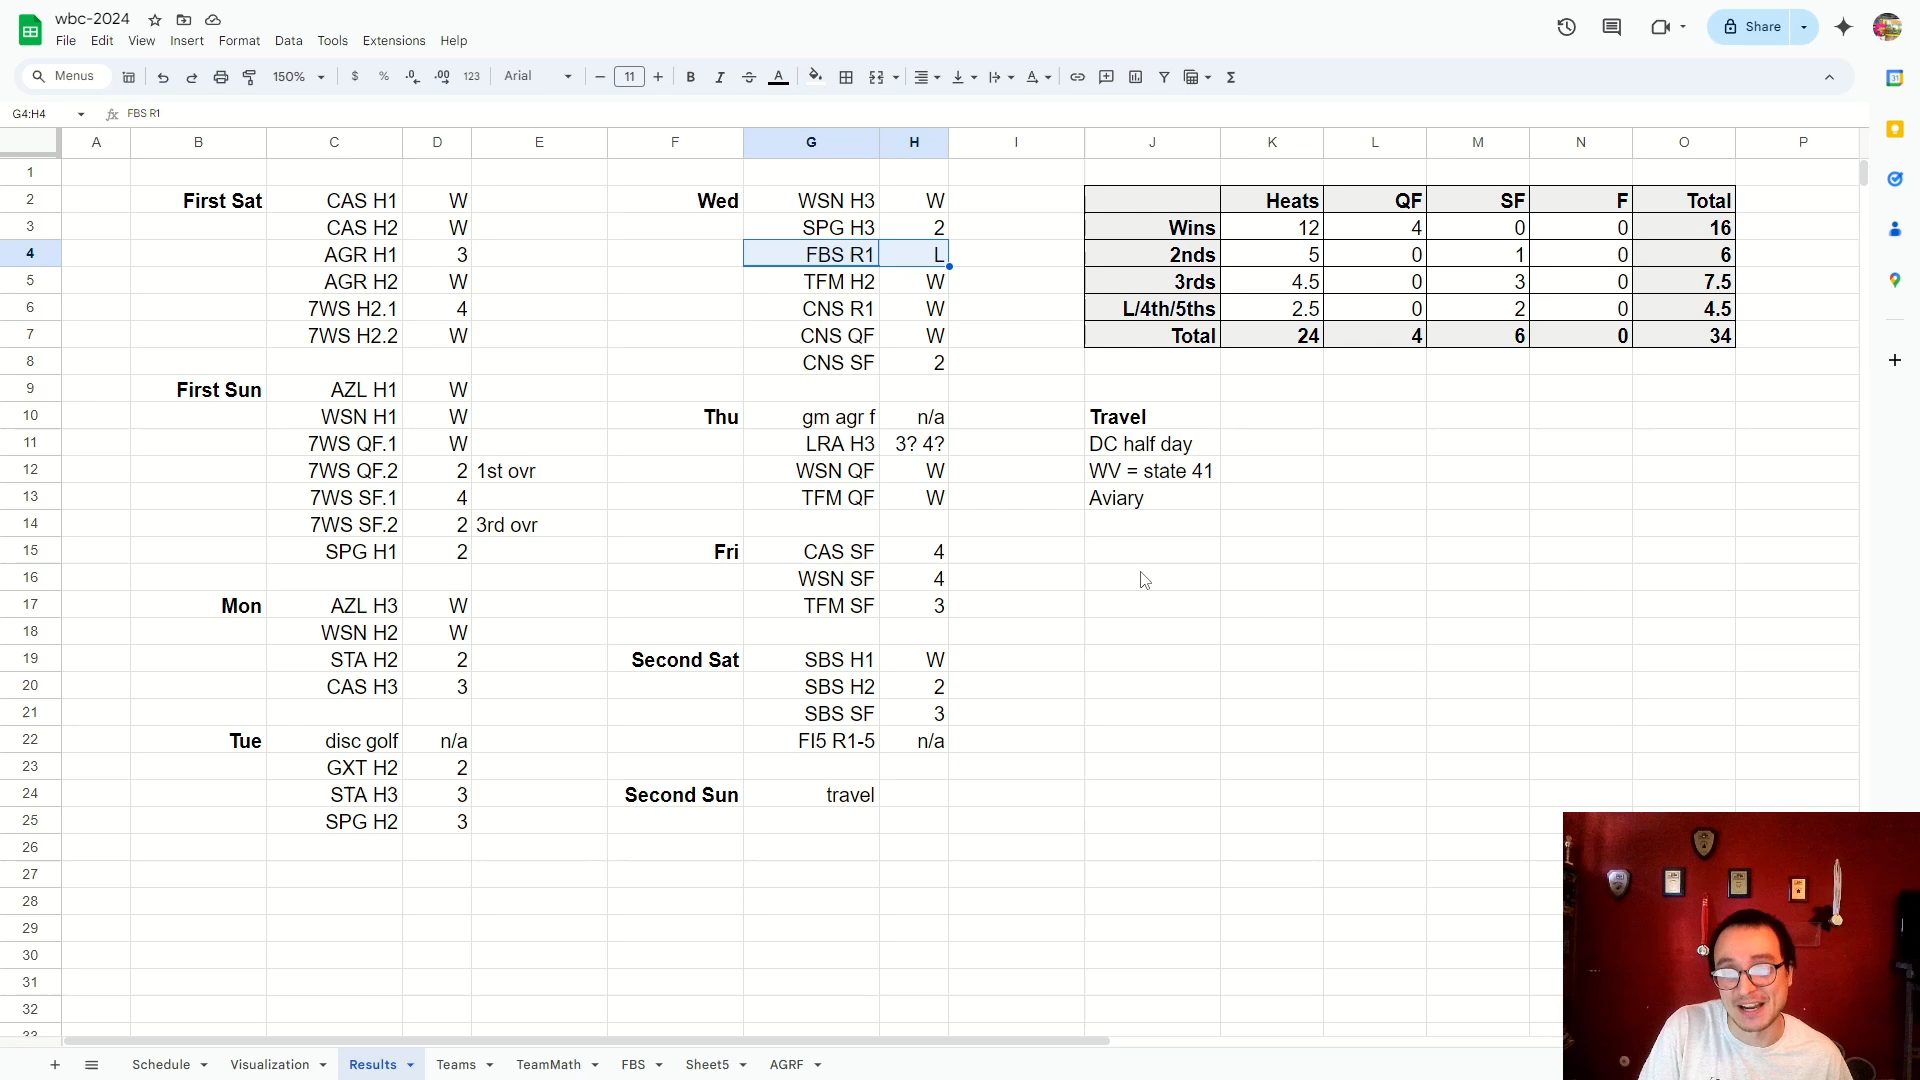 wbc-2024
File Edit View Insert Format Data Tools Extensions Help
Share
31
Menus 150% $ % .0 .00 123 Arial 11 B I S A
G4:H4 fx FBS R1
A B C D E F G H I J K L M N O P
1
2 First Sat CAS H1 W Wed WSN H3 W Heats QF SF F Total
3 CAS H2 W SPG H3 2 Wins 12 4 0 0 16
4 AGR H1 3 FBS R1 L 2nds 5 0 1 0 6
5 AGR H2 W TFM H2 W 3rds 4.5 0 3 0 7.5
6 7WS H2.1 4 CNS R1 W L/4th/5ths 2.5 0 2 0 4.5
7 7WS H2.2 W CNS QF W Total 24 4 6 0 34
8 CNS SF 2
9 First Sun AZL H1 W
10 WSN H1 W Thu gm agr f n/a Travel
11 7WS QF.1 W LRA H3 3? 4? DC half day
12 7WS QF.2 2 1st ovr WSN QF W WV = state 41
13 7WS SF.1 4 TFM QF W Aviary
14 7WS SF.2 2 3rd ovr
15 SPG H1 2 Fri CAS SF 4
16 WSN SF 4
17 Mon AZL H3 W TFM SF 3
18 WSN H2 W
19 STA H2 2 Second Sat SBS H1 W
20 CAS H3 3 SBS H2 2
21 SBS SF 3
22 Tue disc golf n/a FI5 R1-5 n/a
23 GXT H2 2
24 STA H3 3 Second Sun travel
25 SPG H2 3
26
27
28
29
30
31
32
33
Schedule Visualization Results Teams TeamMath FBS Sheet5 AGRF